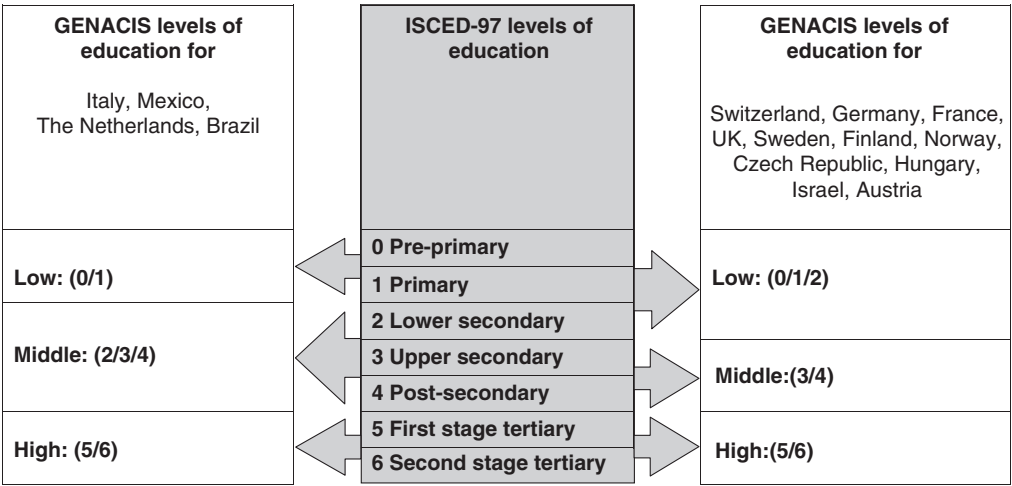 GENACIS levels of
education for
Italy, Mexico,
The Netherlands, Brazil
Low: (0/1)
Middle: (2/3/4)
High: (5/6)
ISCED-97 levels of
education
0 Pre-primary
1 Primary
2 Lower secondary
3 Upper secondary
4 Post-secondary
5 First stage tertiary
6 Second stage tertiary
GENACIS levels of
education for
Switzerland, Germany, France,
UK, Sweden, Finland, Norway,
Czech Republic, Hungary,
Israel, Austria
Low: (0/1/2)
Middle:(3/4)
High:(5/6)